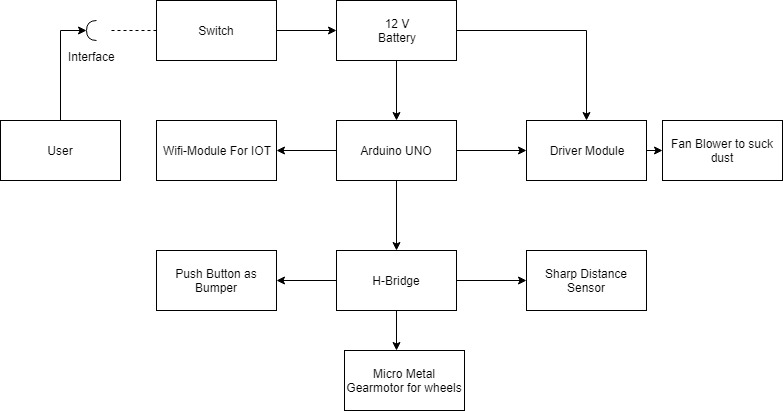 Switch
12 V
Battery
Interface
User
Wifi-Module For IOT
Arduino UNO
Driver Module
Fan Blower to suck
dust
Push Button as
Bumper
H-Bridge
Sharp Distance
Sensor
Micro Metal
Gearmotor for wheels